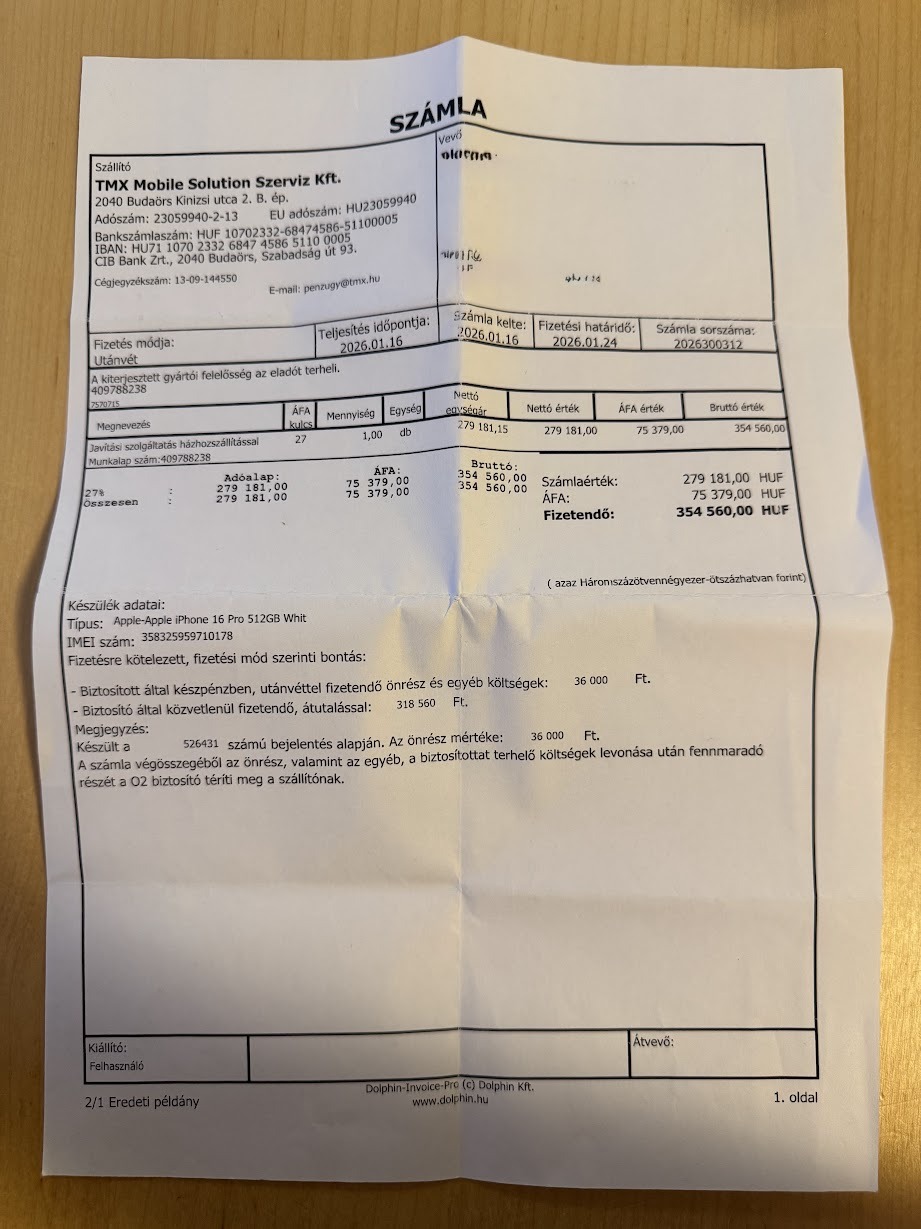 SZÁMLA
Szállító
TMX Mobile Solution Szerviz Kft.
2040 Budaörs Kinizsi utca 2. B. ép.
Adószám: 23059940-2-13 EU adószám: HU23059940
Bankszámlaszám: HUF 10702332-68474586-51100005
IBAN: HU71 1070 2332 6847 4586 5110 0005
CIB Bank Zrt., 2040 Budaörs, Szabadság út 93.
Cégjegyzékszám: 13-09-144550
E-mail: penzugy@tmx.hu
Vevő
Fizetés módja:
Utánvét
Teljesítés időpontja:
2026.01.16
Számla kelte:
2026.01.16
Fizetési határidő:
2026.01.24
Számla sorszáma:
2026300312
A kiterjesztett gyártói felelősség az eladót terheli.
409788238
7570715
Megnevezés ÁFA kulcs Mennyiség Egység Nettó egységár Nettó érték ÁFA érték Bruttó érték
Javítási szolgáltatás házhozszállítással 27 1,00 db 279 181,15 279 181,00 75 379,00 354 560,00
Munkalap szám:409788238
Adóalap: ÁFA: Bruttó:
27% : 279 181,00 75 379,00 354 560,00
Összesen : 279 181,00 75 379,00 354 560,00
Számlaérték: 279 181,00 HUF
ÁFA: 75 379,00 HUF
Fizetendő: 354 560,00 HUF
( azaz Háromszázötvennégyezer-ötszázhatvan forint)
Készülék adatai:
Típus: Apple-Apple iPhone 16 Pro 512GB Whit
IMEI szám: 358325959710178
Fizetésre kötelezett, fizetési mód szerinti bontás:
- Biztosított által készpénzben, utánvéttel fizetendő önrész és egyéb költségek: 36 000 Ft.
- Biztosító által közvetlenül fizetendő, átutalással: 318 560 Ft.
Megjegyzés:
Készült a 526431 számú bejelentés alapján. Az önrész mértéke: 36 000 Ft.
A számla végösszegéből az önrész, valamint az egyéb, a biztosítottat terhelő költségek levonása után fennmaradó
részét a O2 biztosító téríti meg a szállítónak.
Kiállító:
Felhasználó
Átvevő:
Dolphin-Invoice-Pro (c) Dolphin Kft.
www.dolphin.hu
2/1 Eredeti példány
1. oldal